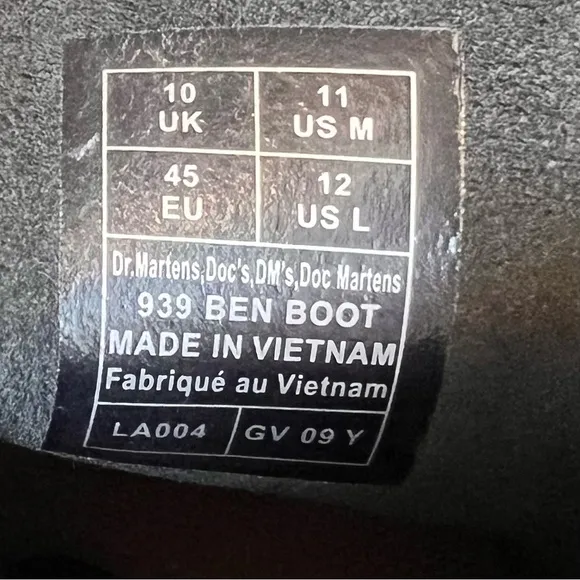 10
UK
11
US M
45
EU
12
US L
Dr.Martens,Doc's,DM's,Doc Martens
939 BEN BOOT
MADE IN VIETNAM
Fabriqué au Vietnam
LA004
GV 09 Y